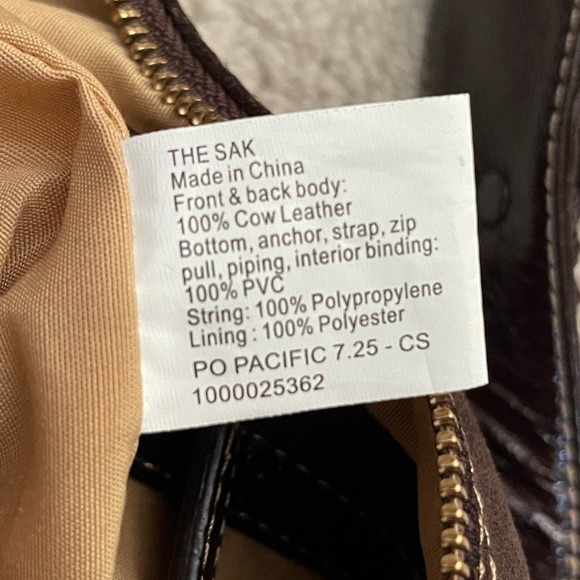 THE SAK
Made in China
Front & back body:
100% Cow Leather
Bottom, anchor, strap, zip
pull, piping, interior binding:
100% PVC
String: 100% Polypropylene
Lining : 100% Polyester
PO PACIFIC 7.25 - CS
1000025362